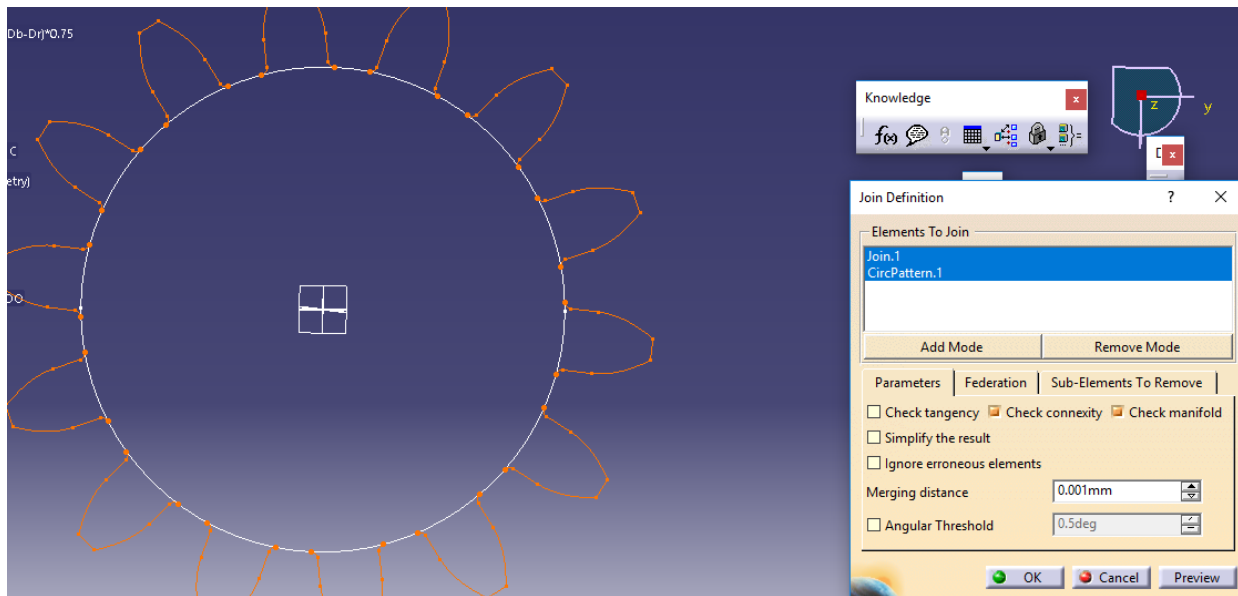 Db-Dr)*0.75
C
etry)
DO
Knowledge
x
f(x)
z
y
x
Join Definition
?
Elements To Join
Join.1
CircPattern.1
Add Mode
Remove Mode
Parameters
Federation
Sub-Elements To Remove
Check tangency
Check connexity
Check manifold
Simplify the result
Ignore erroneous elements
Merging distance
0.001mm
Angular Threshold
0.5deg
OK
Cancel
Preview